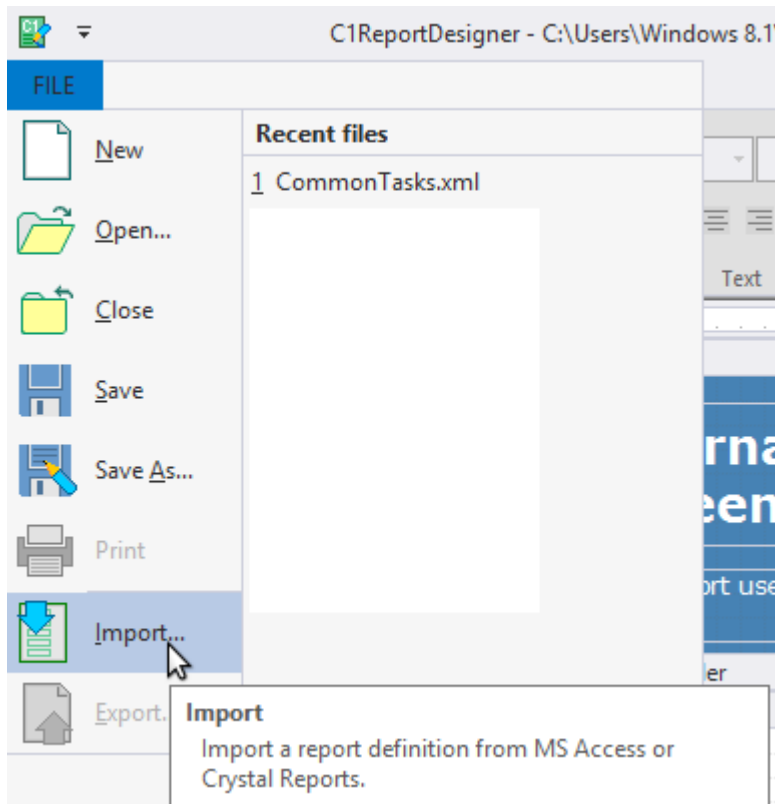 C1ReportDesigner - C:\Users\Windows 8.1
FILE
New
Open...
Close
Save
Save As...
Print
Import...
Export.
Recent files
1 CommonTasks.xml
Import
Import a report definition from MS Access or
Crystal Reports.
Text